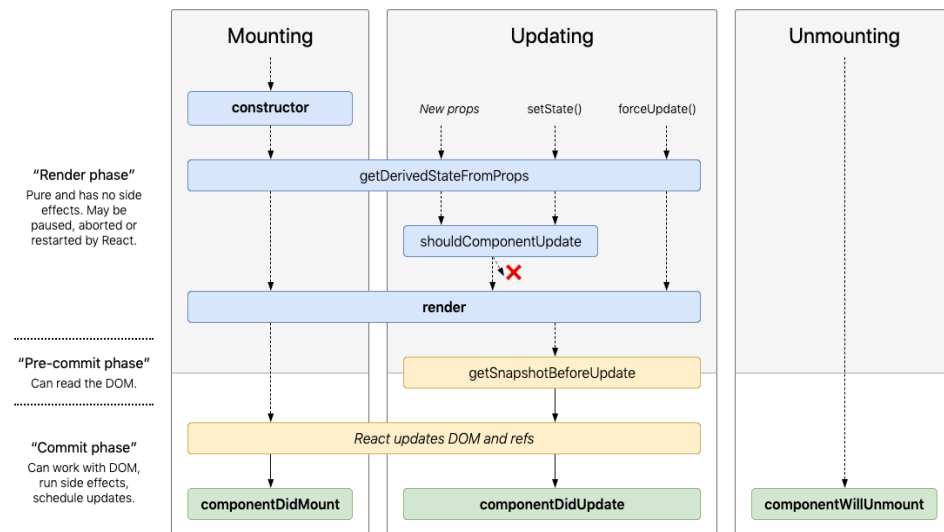 Mounting
Updating
Unmounting
constructor
New props
setState()
forceUpdate()
“Render phase”
Pure and has no side
effects. May be
paused, aborted or
restarted by React.
getDerivedStateFromProps
shouldComponentUpdate
render
“Pre-commit phase”
Can read the DOM.
getSnapshotBeforeUpdate
“Commit phase”
Can work with DOM,
run side effects,
schedule updates.
React updates DOM and refs
componentDidMount
componentDidUpdate
componentWillUnmount